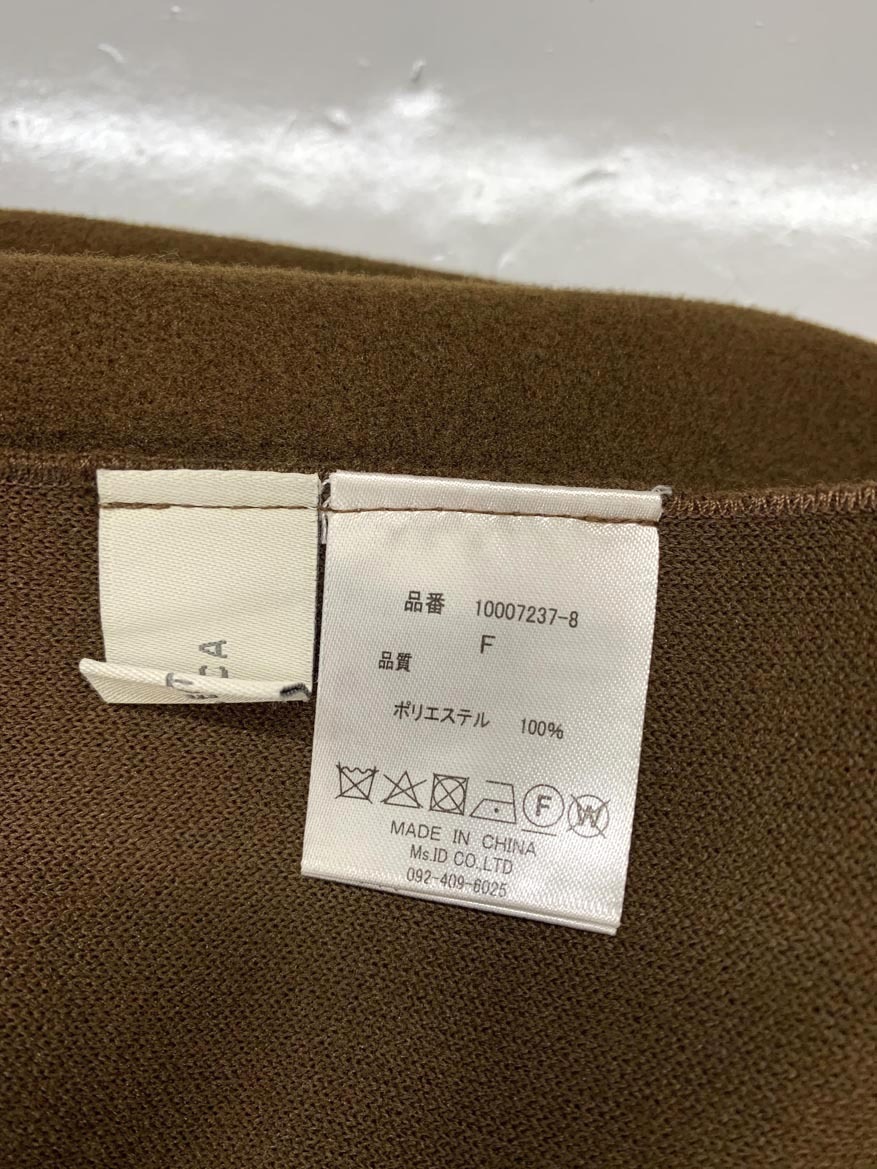 品番 10007237-8
F
品質
ポリエステル 100%
F W
MADE IN CHINA
Ms.ID CO.,LTD
092-409-6025
CA